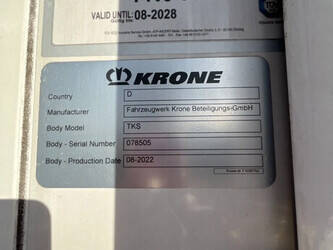 VALID UNTIL: 08-2028
KRONE
Country D
Manufacturer Fahrzeugwerk Krone Beteiligungs-GmbH
Body Model TKS
Body - Serial Number 078505
Body - Production Date 08-2022